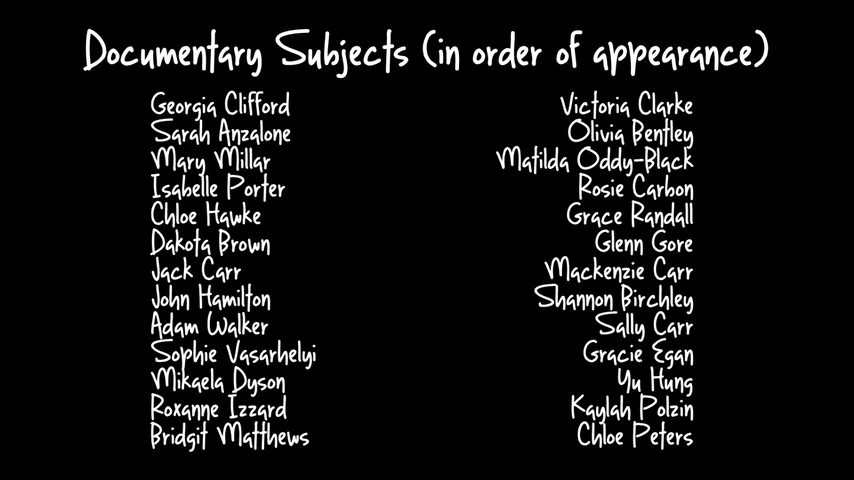 Documentary Subjects (in order of appearance)
Georgia Clifford
Sarah Anzalone
Mary Millar
Isabelle Porter
Chloe Hawke
Dakota Brown
Jack Carr
John Hamilton
Adam Walker
Sophie Vasarhelyi
Mikaela Dyson
Roxanne Izzard
Bridgit Matthews
Victoria Clarke
Olivia Bentley
Matilda Oddy-Black
Rosie Carbon
Grace Randall
Glenn Gore
Mackenzie Carr
Shannon Birchley
Sally Carr
Gracie Egan
Yu Hung
Kaylah Polzin
Chloe Peters